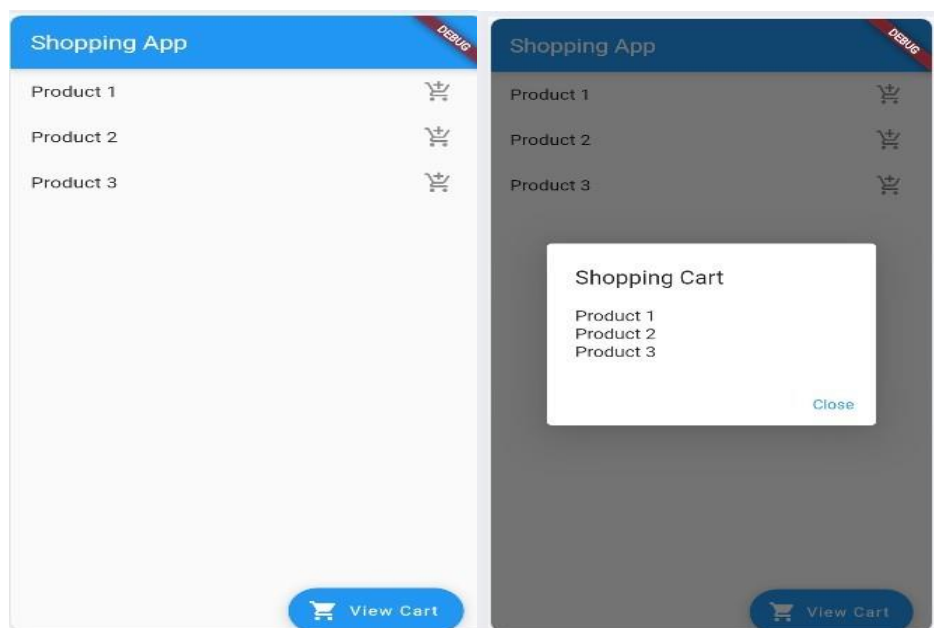 Shopping App
DEBUG
Product 1
Product 2
Product 3
View Cart
Shopping App
DEBUG
Product 1
Product 2
Product 3
Shopping Cart
Product 1
Product 2
Product 3
Close
View Cart